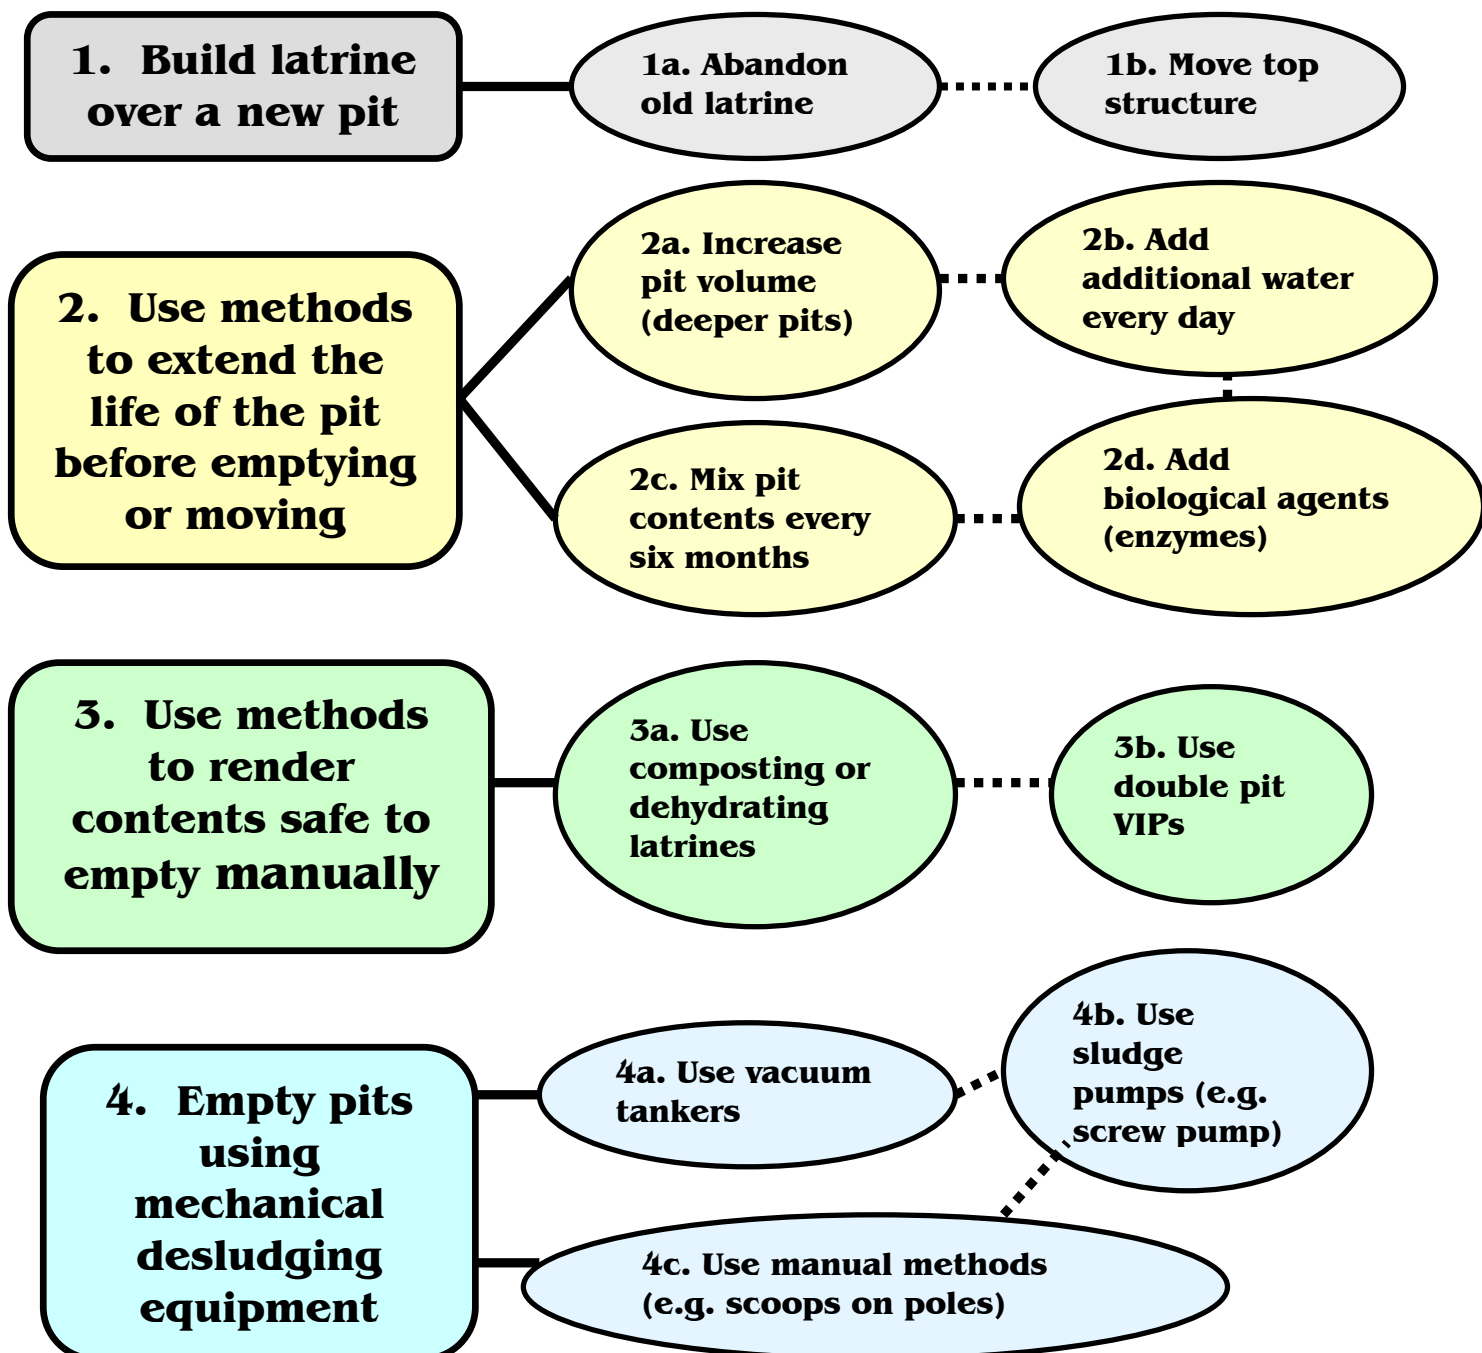 1. Build latrine
over a new pit
1a. Abandon
old latrine
1b. Move top
structure
2. Use methods
to extend the
life of the pit
before emptying
or moving
2a. Increase
pit volume
(deeper pits)
2b. Add
additional water
every day
2c. Mix pit
contents every
six months
2d. Add
biological agents
(enzymes)
3. Use methods
to render
contents safe to
empty manually
3a. Use
composting or
dehydrating
latrines
3b. Use
double pit
VIPs
4. Empty pits
using
mechanical
desludging
equipment
4a. Use vacuum
tankers
4b. Use
sludge
pumps (e.g.
screw pump)
4c. Use manual methods
(e.g. scoops on poles)